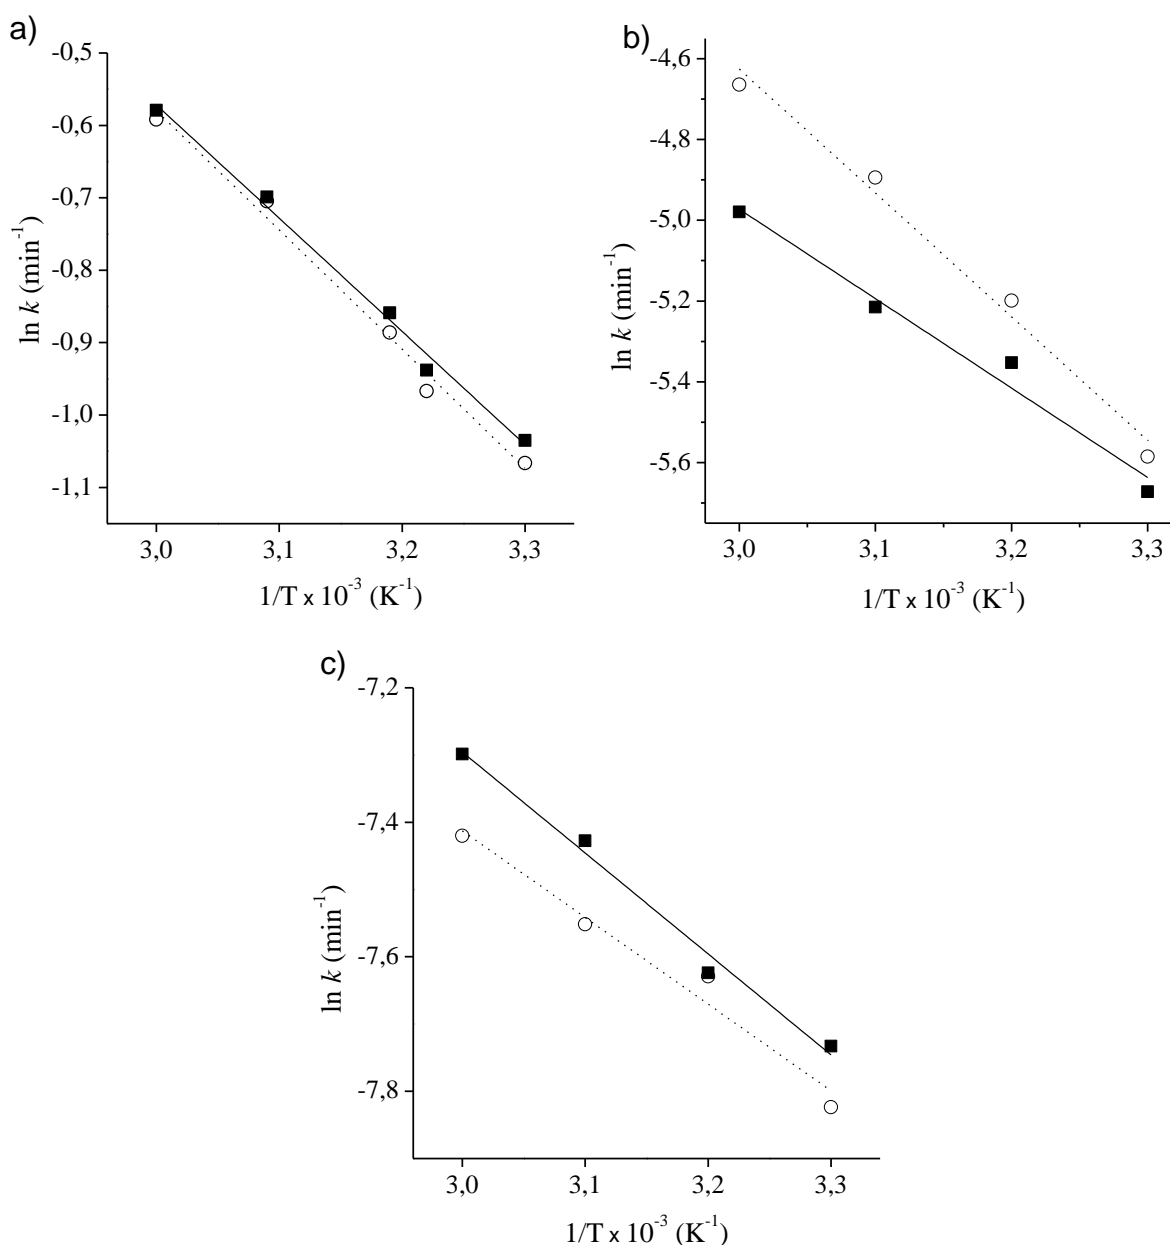 a)
-0,5
-0,6
-0,7
-0,8
-0,9
-1,0
-1,1
ln k (min⁻¹)
3,0 3,1 3,2 3,3
1/T x 10⁻³ (K⁻¹)
b)
-4,6
-4,8
-5,0
-5,2
-5,4
-5,6
ln k (min⁻¹)
3,0 3,1 3,2 3,3
1/T x 10⁻³ (K⁻¹)
c)
-7,2
-7,4
-7,6
-7,8
ln k (min⁻¹)
3,0 3,1 3,2 3,3
1/T x 10⁻³ (K⁻¹)